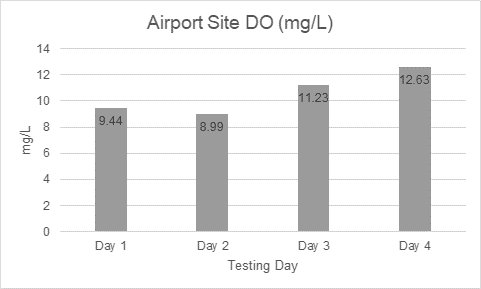 Airport Site DO (mg/L)
14
12
10
8
6
4
2
0
mg/L
9.44
8.99
11.23
12.63
Day 1
Day 2
Day 3
Day 4
Testing Day